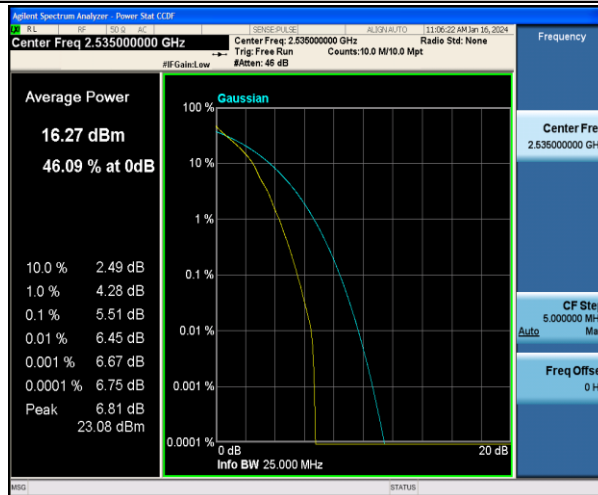 Agilent Spectrum Analyzer - Power Stat CCDF
RL RF 50 Ω AC SENSE:PULSE ALIGN AUTO 11:06:22 AM Jan 16, 2024
Center Freq 2.535000000 GHz
Center Freq: 2.535000000 GHz Radio Std: None
Trig: Free Run Counts:10.0 M/10.0 Mpt
#IFGain:Low #Atten: 46 dB
Frequency
Average Power
16.27 dBm
46.09 % at 0dB
10.0 % 2.49 dB
1.0 % 4.28 dB
0.1 % 5.51 dB
0.01 % 6.45 dB
0.001 % 6.67 dB
0.0001 % 6.75 dB
Peak 6.81 dB
23.08 dBm
Gaussian
100 %
10 %
1 %
0.1 %
0.01 %
0.001 %
0.0001 %
0 dB 20 dB
Info BW 25.000 MHz
Center Fre
2.535000000 GH
CF Ste
5.000000 MH
Auto Ma
Freq Offse
0 H
MSG STATUS